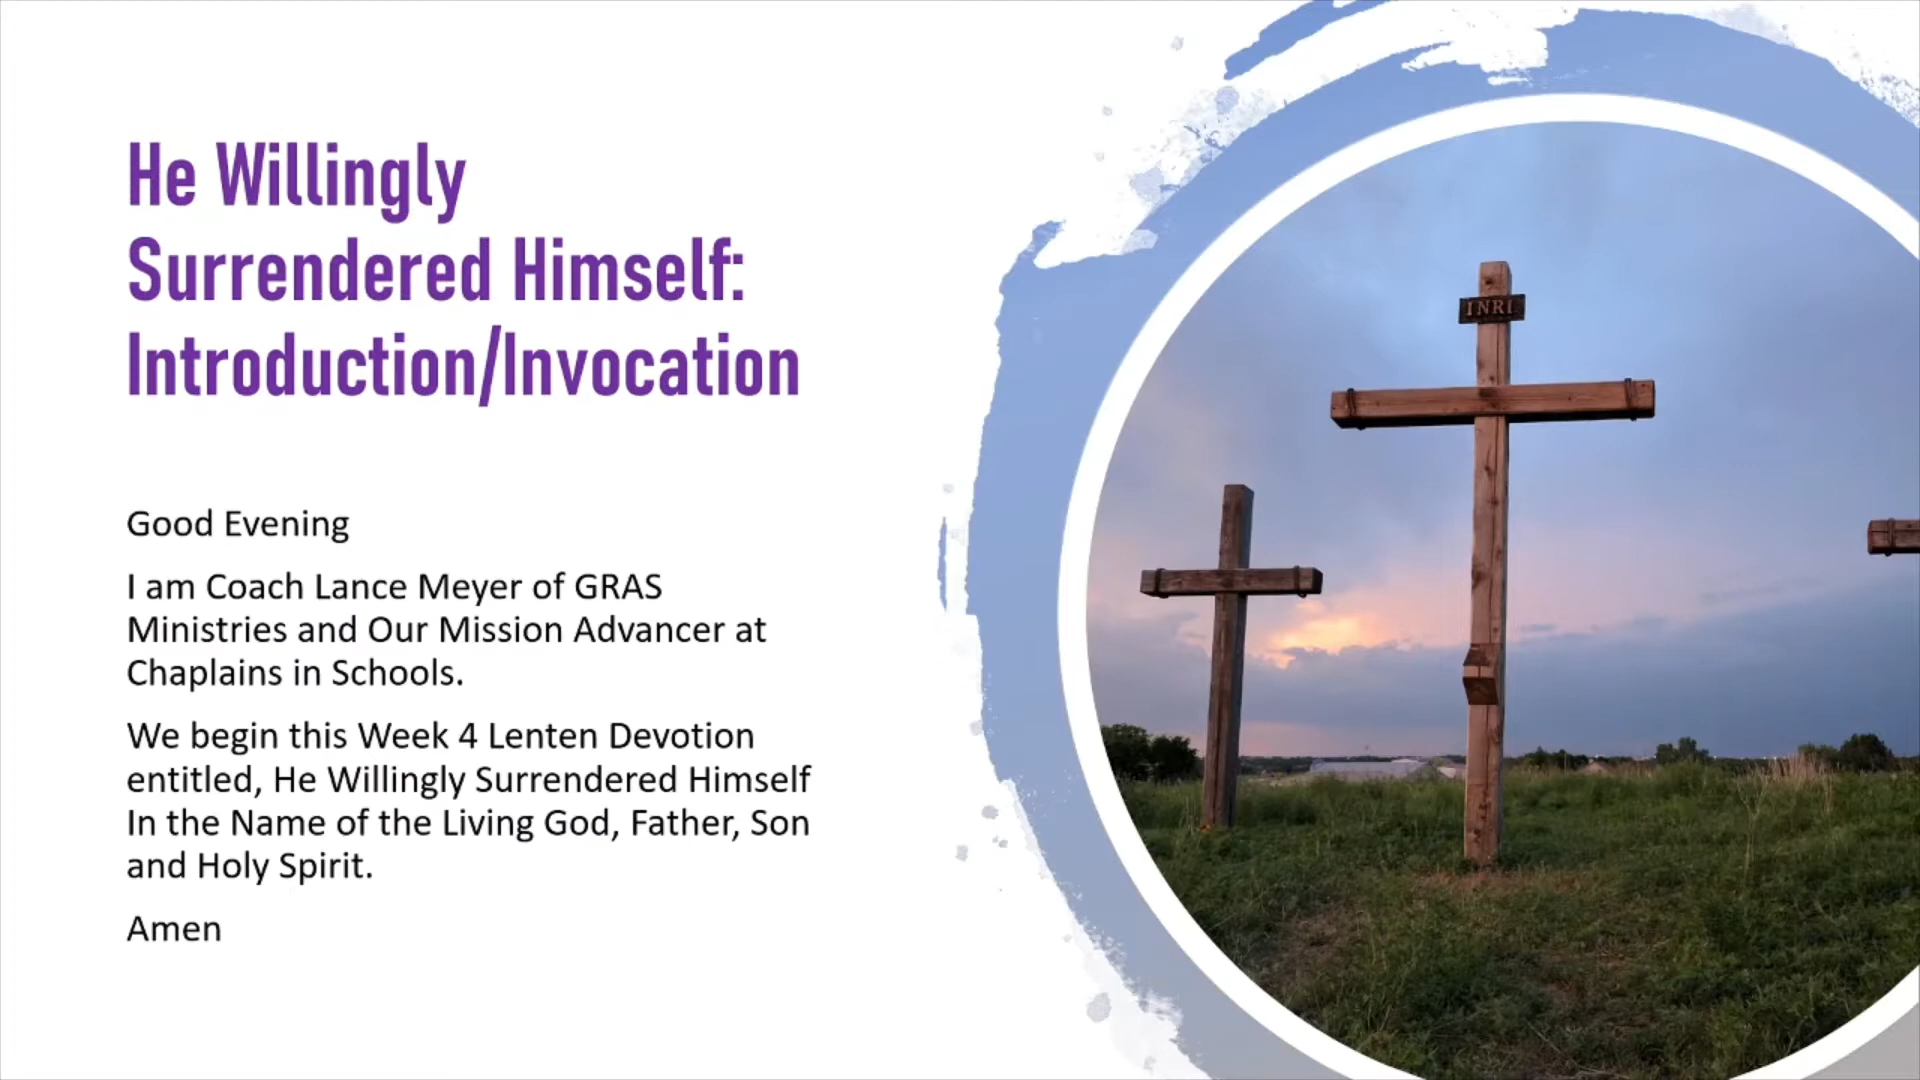 He Willingly
Surrendered Himself:
Introduction/Invocation
Good Evening
I am Coach Lance Meyer of GRAS
Ministries and Our Mission Advancer at
Chaplains in Schools.
We begin this Week 4 Lenten Devotion
entitled, He Willingly Surrendered Himself
In the Name of the Living God, Father, Son
and Holy Spirit.
Amen
INRI